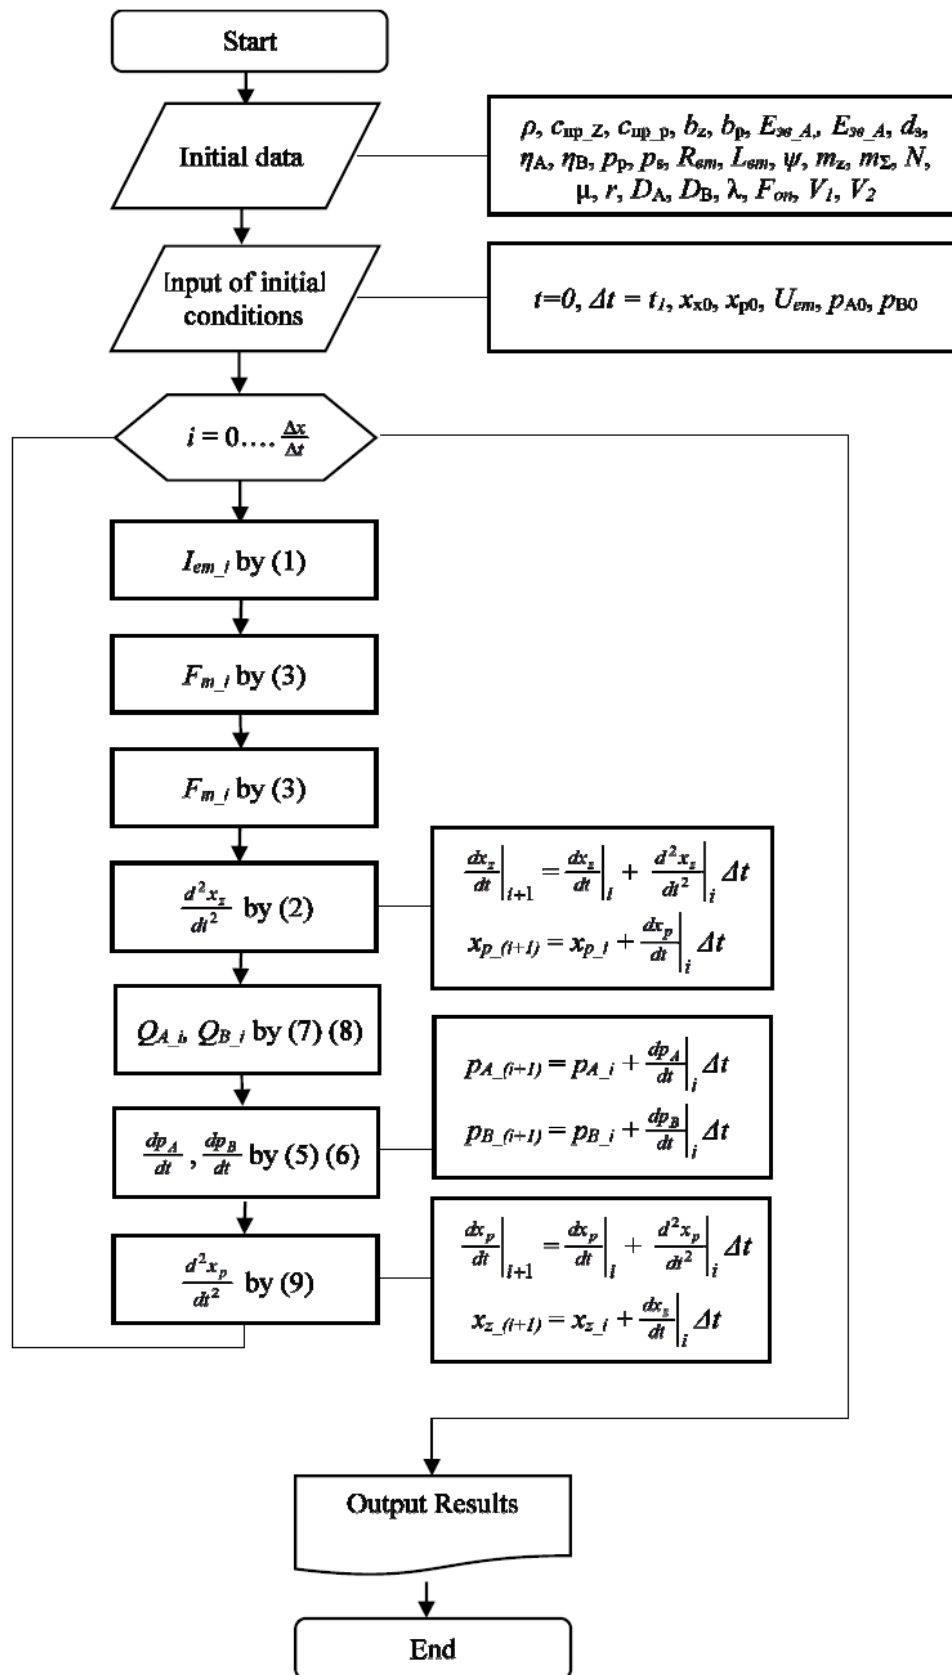 Start
Initial data
ρ, c_пр_Z, c_пр_p, b_z, b_p, E_эв_A,, E_эв_A, d_s,
η_A, η_B, p_p, p_s, R_em, L_em, ψ, m_z, m_Σ, N,
μ, r, D_A, D_B, λ, F_on, V_1, V_2
Input of initial
conditions
t=0, Δt = t_1, x_x0, x_p0, U_em, p_A0, p_B0
i = 0.... Δx/Δt
I_em_i by (1)
F_m_i by (3)
F_m_i by (3)
d²x_z/dt² by (2)
dx_z/dt|_i+1 = dx_z/dt|_i + d²x_z/dt²|_i Δt
x_p_(i+1) = x_p_i + dx_p/dt|_i Δt
Q_A_i, Q_B_i by (7) (8)
p_A_(i+1) = p_A_i + dp_A/dt|_i Δt
p_B_(i+1) = p_B_i + dp_B/dt|_i Δt
dp_A/dt , dp_B/dt by (5) (6)
d²x_p/dt² by (9)
dx_p/dt|_i+1 = dx_p/dt|_i + d²x_p/dt²|_i Δt
x_z_(i+1) = x_z_i + dx_z/dt|_i Δt
Output Results
End